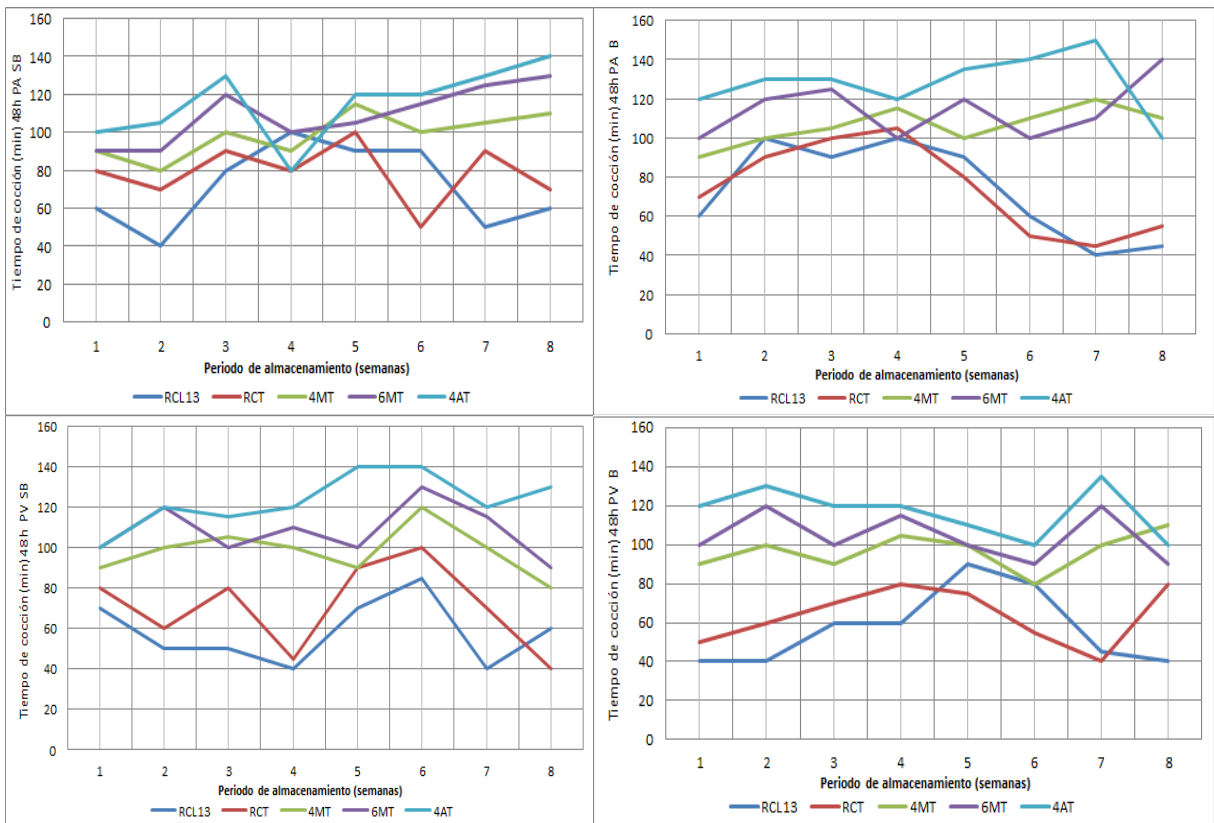 Tiempo de cocción (min) 48h PA SB
160
140
120
100
80
60
40
20
0
1 2 3 4 5 6 7 8
Periodo de almacenamiento (semanas)
RCL13 RCT 4MT 6MT 4AT
Tiempo de cocción (min) 48h PA B
160
140
120
100
80
60
40
20
0
1 2 3 4 5 6 7 8
Periodo de almacenamiento (semanas)
RCL13 RCT 4MT 6MT 4AT
Tiempo de cocción (min) 48h PV SB
160
140
120
100
80
60
40
20
0
1 2 3 4 5 6 7 8
Periodo de almacenamiento (semanas)
RCL13 RCT 4MT 6MT 4AT
Tiempo de cocción (min) 48h PV B
160
140
120
100
80
60
40
20
0
1 2 3 4 5 6 7 8
Periodo de almacenamiento (semanas)
RCL13 RCT 4MT 6MT 4AT